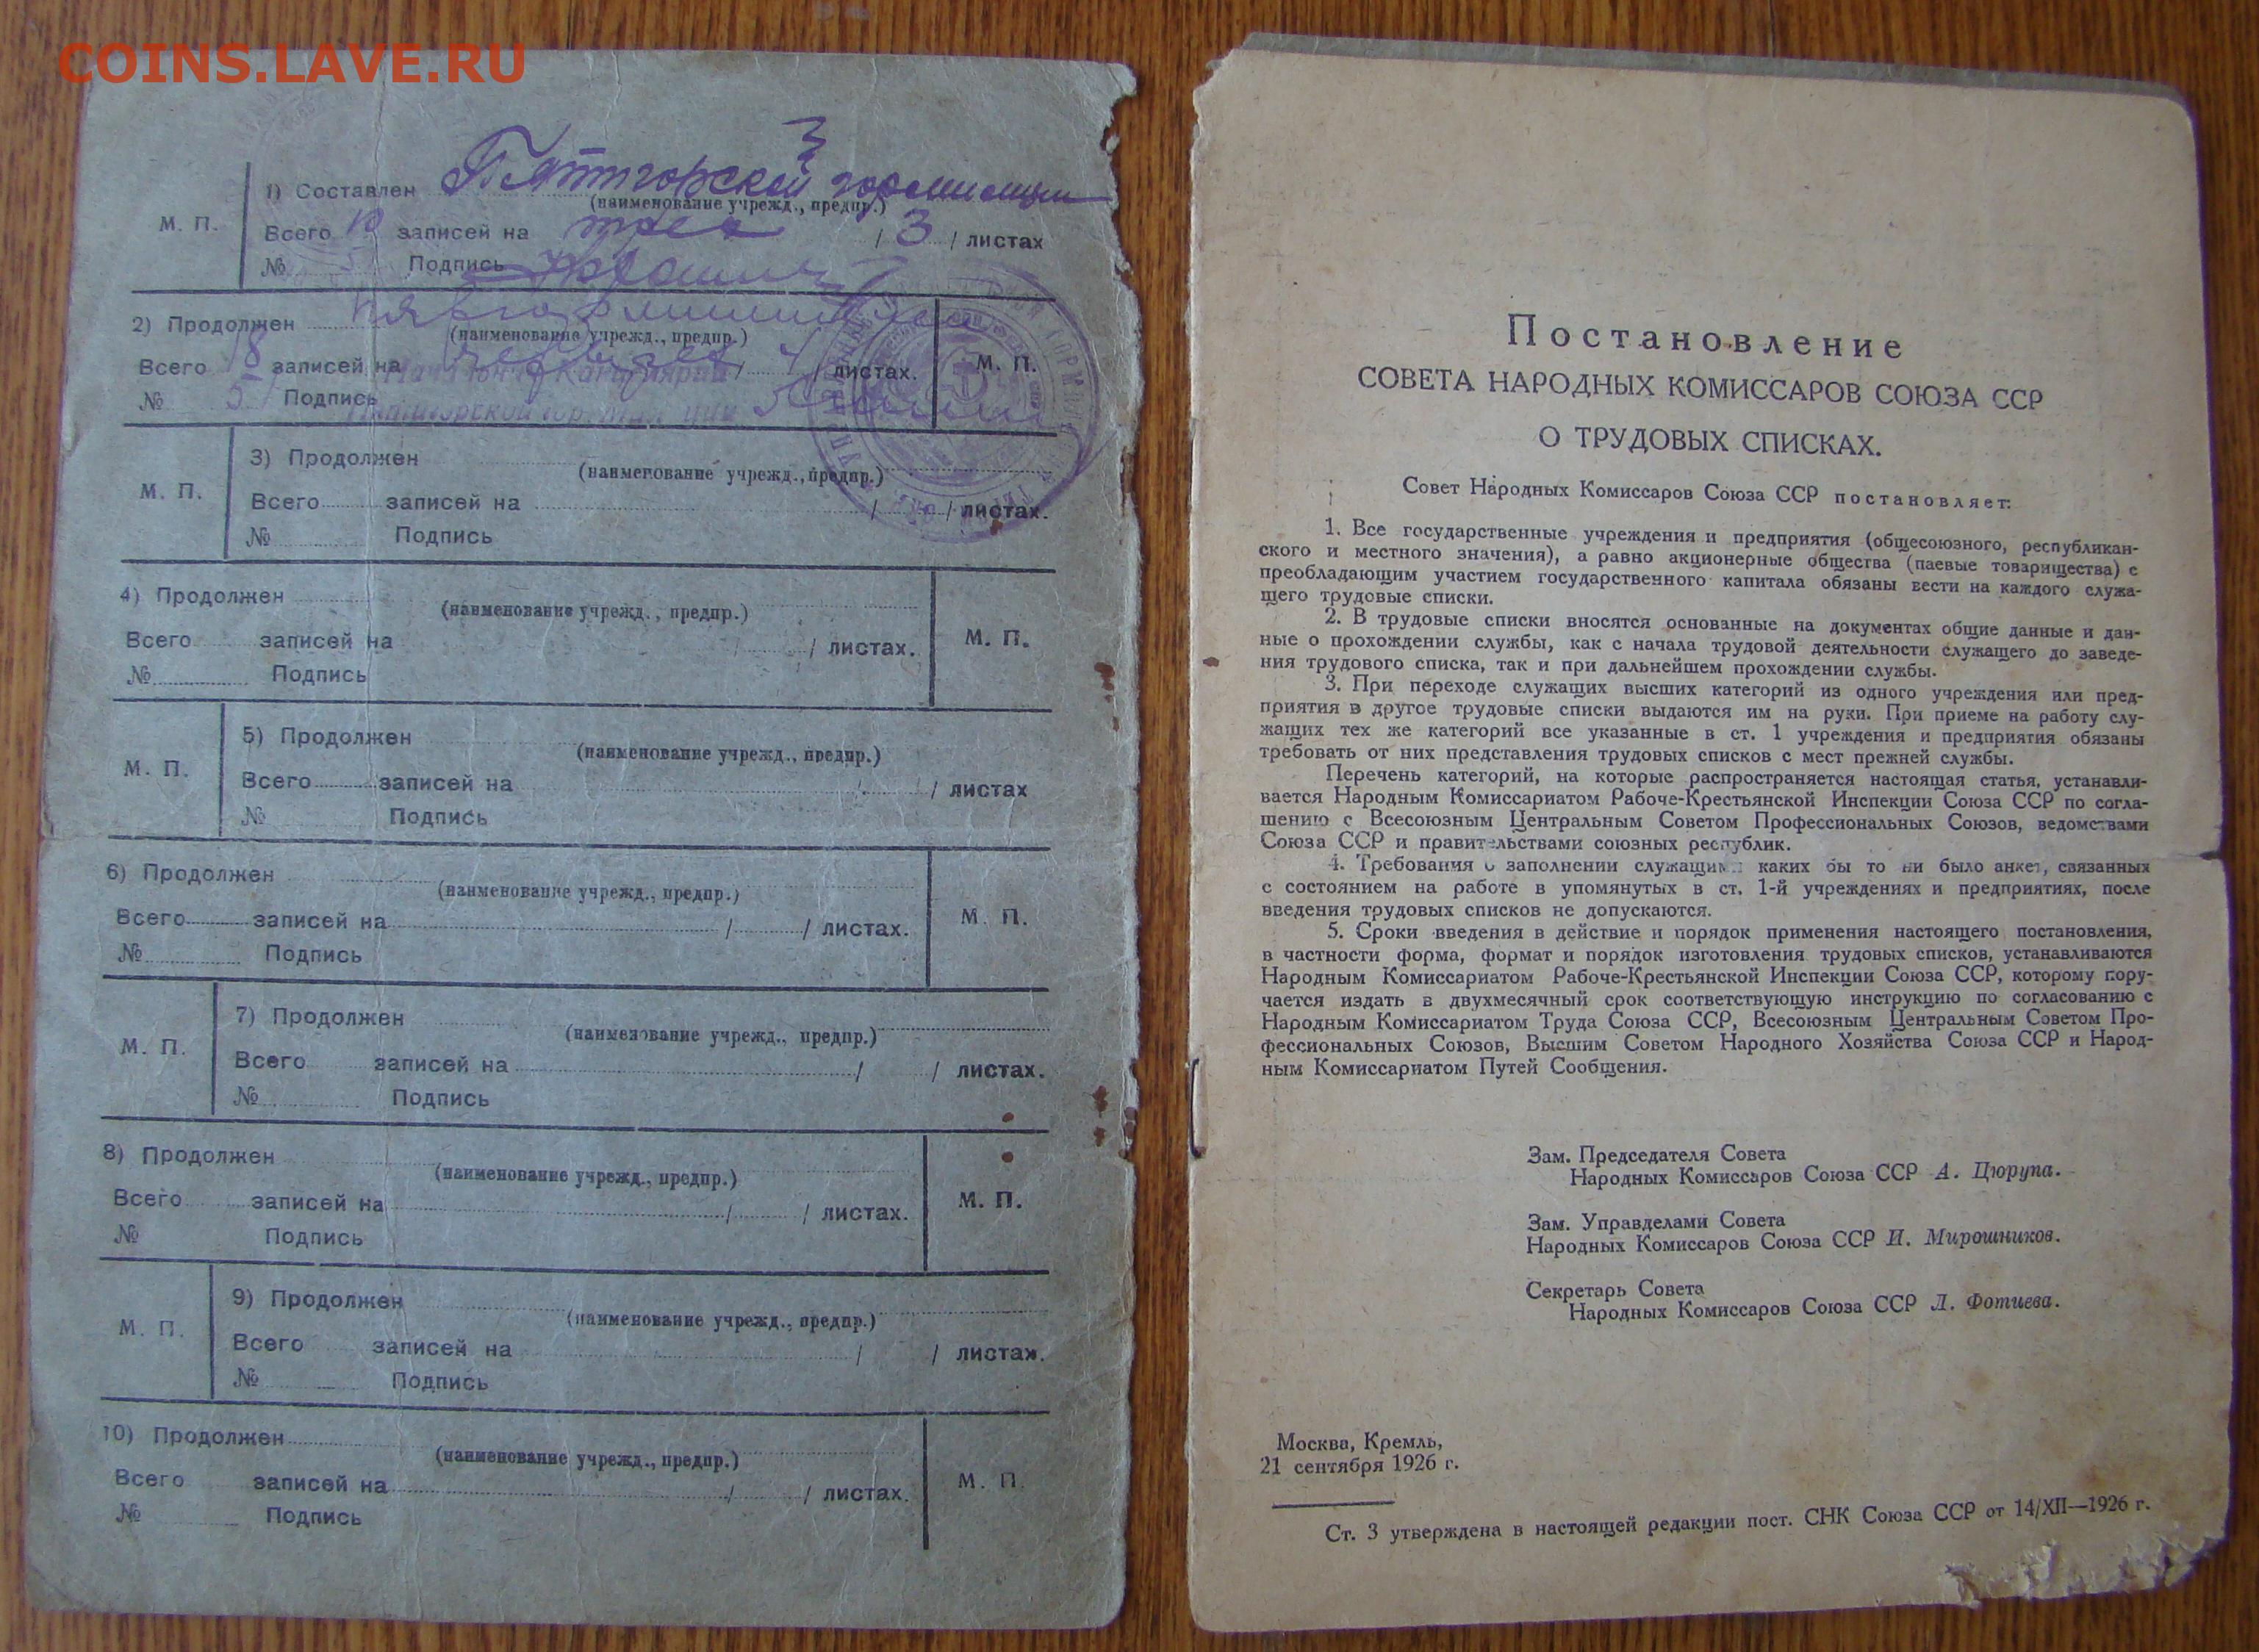 COINS.LAVE.RU
1) Составлен Пятигорской гормилиции
(наименование учрежд., предпр.)
М. П.
Всего 10 записей на трех / 3 / листах
№ Подпись
2) Продолжен
(наименование учрежд., предпр.)
Всего 18 записей на / 4 / листах.
М. П.
№ 51 Подпись
Пятигорской гор. милиции
3) Продолжен
(наименование учрежд., предпр.)
М. П.
Всего записей на / / листах.
№ Подпись
4) Продолжен
(наименование учрежд., предпр.)
Всего записей на / / листах.
М. П.
№ Подпись
5) Продолжен
(наименование учрежд., предпр.)
М. П.
Всего записей на / / листах
№ Подпись
6) Продолжен
(наименование учрежд., предпр.)
Всего записей на / / листах.
М. П.
№ Подпись
7) Продолжен
(наименование учрежд., предпр.)
М. П.
Всего записей на / / листах.
№ Подпись
8) Продолжен
(наименование учрежд., предпр.)
Всего записей на / / листах.
М. П.
№ Подпись
9) Продолжен
(наименование учрежд., предпр.)
М. П.
Всего записей на / / листах.
№ Подпись
10) Продолжен
(наименование учрежд., предпр.)
Всего записей на / / листах.
М. П.
№ Подпись
Постановление
СОВЕТА НАРОДНЫХ КОМИССАРОВ СОЮЗА ССР
О ТРУДОВЫХ СПИСКАХ.
Совет Народных Комиссаров Союза ССР постановляет:
1. Все государственные учреждения и предприятия (общесоюзного, республикан-
ского и местного значения), а равно акционерные общества (паевые товарищества) с
преобладающим участием государственного капитала обязаны вести на каждого служа-
щего трудовые списки.
2. В трудовые списки вносятся основанные на документах общие данные и дан-
ные о прохождении службы, как с начала трудовой деятельности служащего до заведе-
ния трудового списка, так и при дальнейшем прохождении службы.
3. При переходе служащих высших категорий из одного учреждения или пред-
приятия в другое трудовые списки выдаются им на руки. При приеме на работу слу-
жащих тех же категорий все указанные в ст. 1 учреждения и предприятия обязаны
требовать от них представления трудовых списков с мест прежней службы.
Перечень категорий, на которые распространяется настоящая статья, устанавли-
вается Народным Комиссариатом Рабоче-Крестьянской Инспекции Союза ССР по согла-
шению с Всесоюзным Центральным Советом Профессиональных Союзов, ведомствами
Союза ССР и правительствами союзных республик.
4. Требования о заполнении служащими каких бы то ни было анкет, связанных
с состоянием на работе в упомянутых в ст. 1-й учреждениях и предприятиях, после
введения трудовых списков не допускаются.
5. Сроки введения в действие и порядок применения настоящего постановления,
в частности форма, формат и порядок изготовления трудовых списков, устанавливаются
Народным Комиссариатом Рабоче-Крестьянской Инспекции Союза ССР, которому пору-
чается издать в двухмесячный срок соответствующую инструкцию по согласованию с
Народным Комиссариатом Труда Союза ССР, Всесоюзным Центральным Советом Про-
фессиональных Союзов, Высшим Советом Народного Хозяйства Союза ССР и Народ-
ным Комиссариатом Путей Сообщения.
Зам. Председателя Совета
Народных Комиссаров Союза ССР А. Цюрупа.
Зам. Управделами Совета
Народных Комиссаров Союза ССР И. Мирошников.
Секретарь Совета
Народных Комиссаров Союза ССР Л. Фотиева.
Москва, Кремль,
21 сентября 1926 г.
Ст. 3 утверждена в настоящей редакции пост. СНК Союза ССР от 14/XII—1926 г.